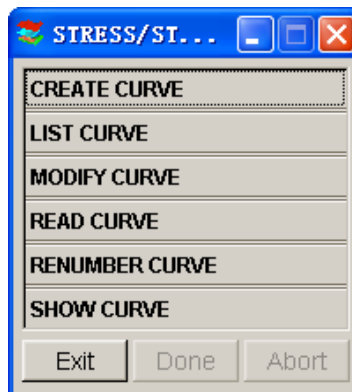 STRESS/ST...
CREATE CURVE
LIST CURVE
MODIFY CURVE
READ CURVE
RENUMBER CURVE
SHOW CURVE
Exit Done Abort